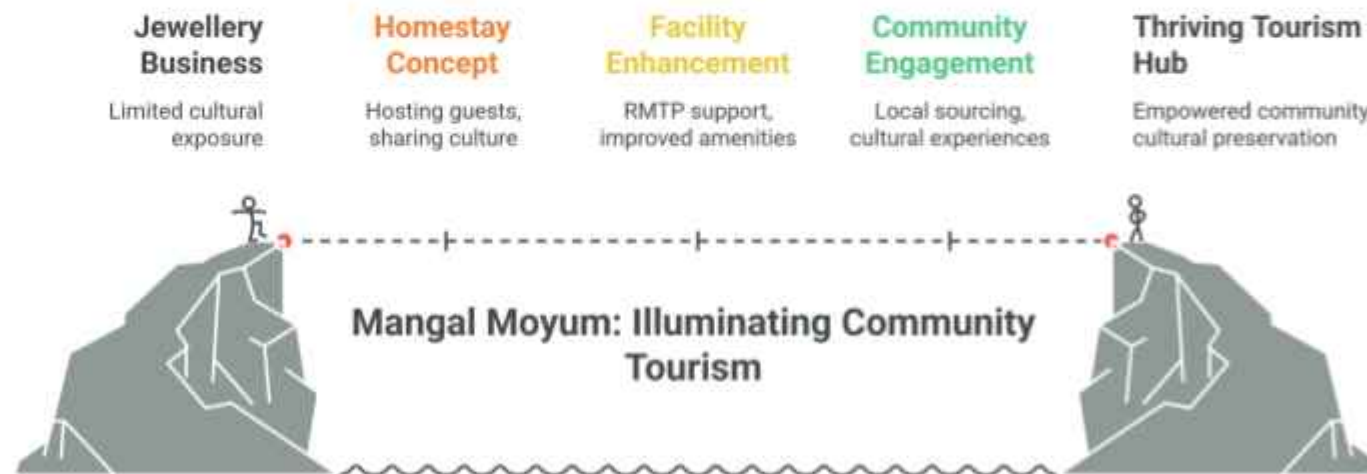 Jewellery
Business
Limited cultural
exposure
Homestay
Concept
Hosting guests,
sharing culture
Facility
Enhancement
RMTP support,
improved amenities
Community
Engagement
Local sourcing,
cultural experiences
Thriving Tourism
Hub
Empowered community
cultural preservation
Mangal Moyum: Illuminating Community
Tourism